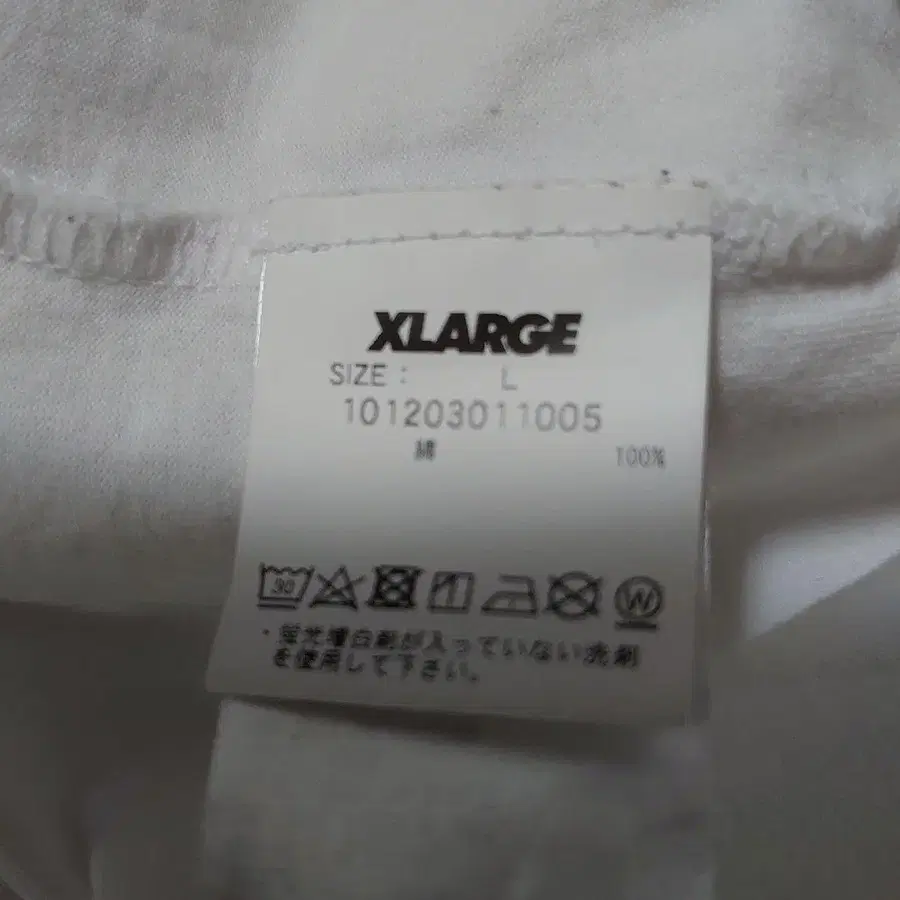 XLARGE
SIZE : L
101203011005
綿 100%
30 W
・蛍光増白剤が入っていない洗剤
を使用して下さい。